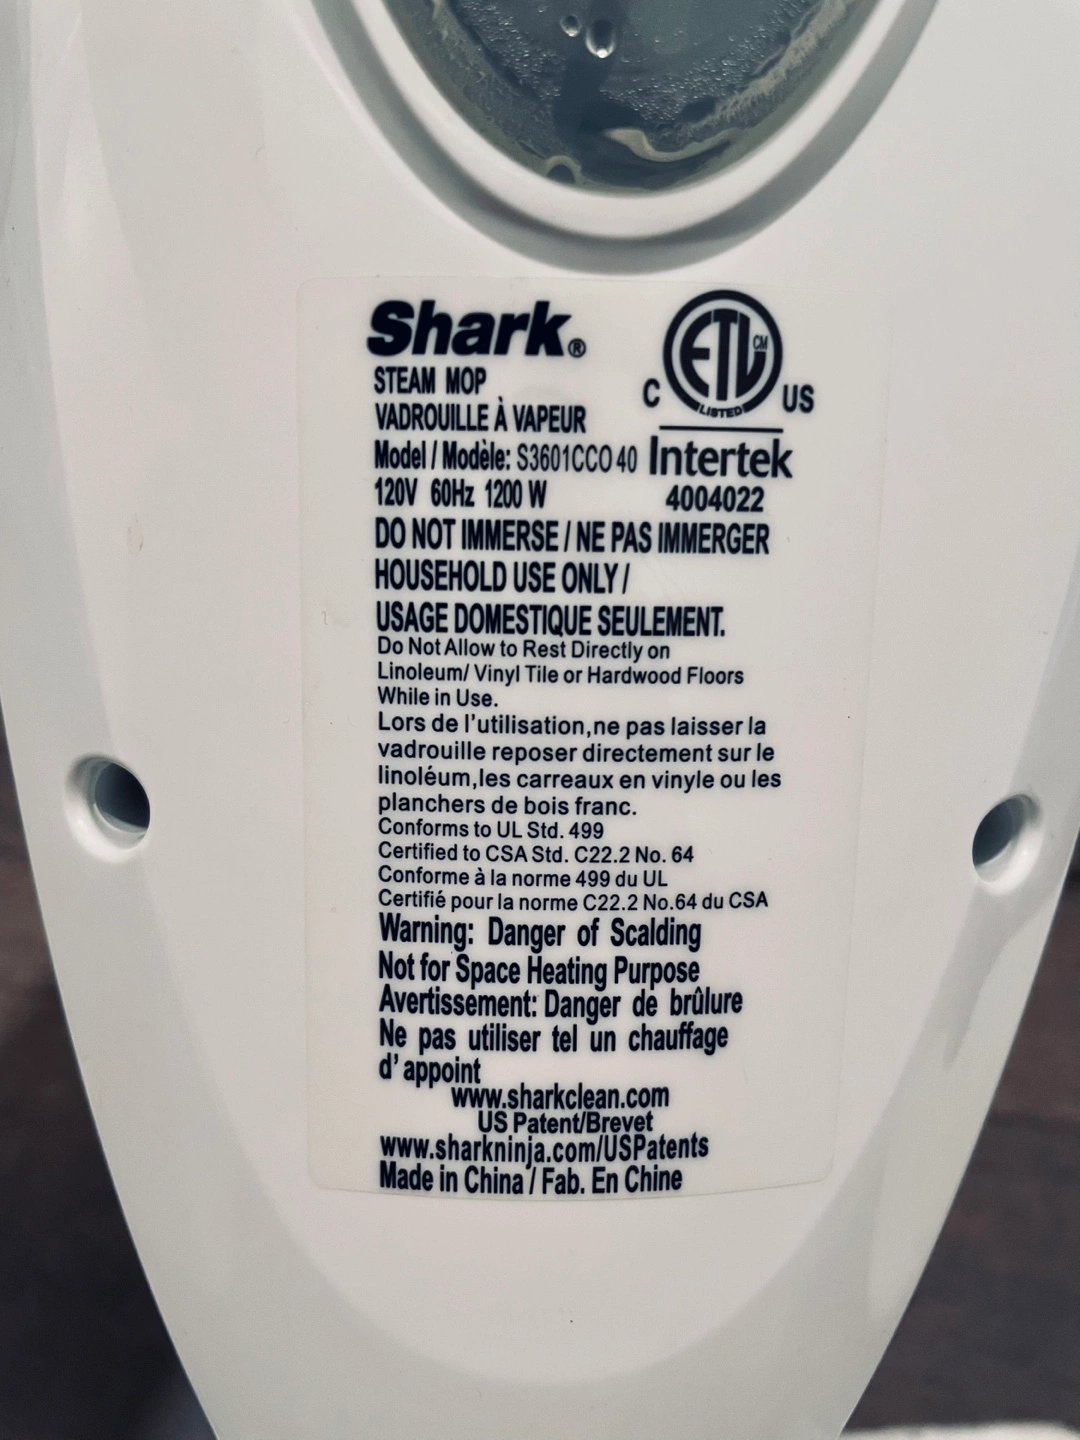 Shark®
STEAM MOP
VADROUILLE À VAPEUR
Model / Modèle: S3601CCO 40
120V 60Hz 1200 W
ETL CM
LISTED
C US
Intertek
4004022
DO NOT IMMERSE / NE PAS IMMERGER
HOUSEHOLD USE ONLY /
USAGE DOMESTIQUE SEULEMENT.
Do Not Allow to Rest Directly on
Linoleum/ Vinyl Tile or Hardwood Floors
While in Use.
Lors de l'utilisation,ne pas laisser la
vadrouille reposer directement sur le
linoléum,les carreaux en vinyle ou les
planchers de bois franc.
Conforms to UL Std. 499
Certified to CSA Std. C22.2 No. 64
Conforme à la norme 499 du UL
Certifié pour la norme C22.2 No.64 du CSA
Warning: Danger of Scalding
Not for Space Heating Purpose
Avertissement: Danger de brûlure
Ne pas utiliser tel un chauffage
d'appoint
www.sharkclean.com
US Patent/Brevet
www.sharkninja.com/USPatents
Made in China / Fab. En Chine